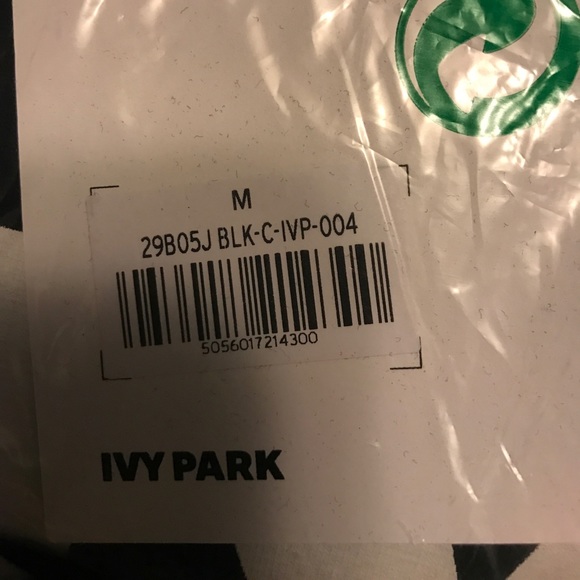 M
29B05J BLK-C-IVP-004
5056017214300
IVY PARK